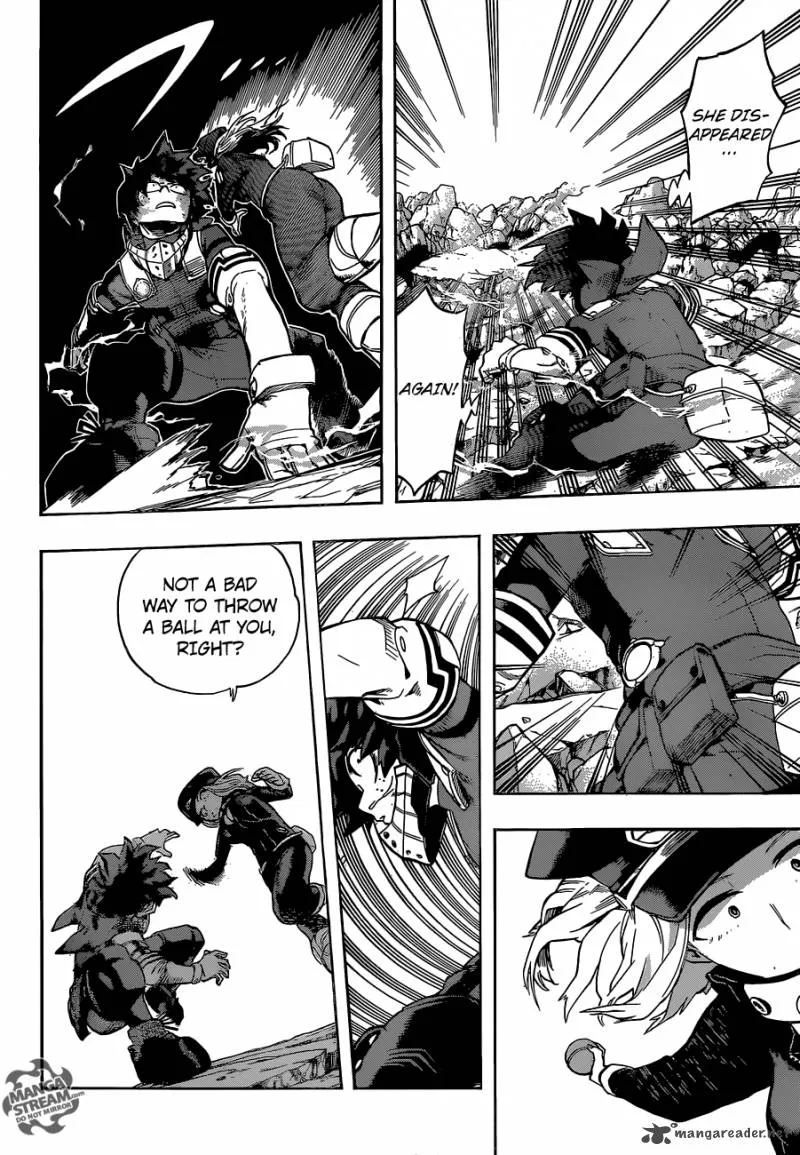 SHE DIS-
APPEARED
...
AGAIN!
NOT A BAD
WAY TO THROW
A BALL AT YOU,
RIGHT?
MANGA
STREAM.com
DO NOT MIRROR
mangareader.net